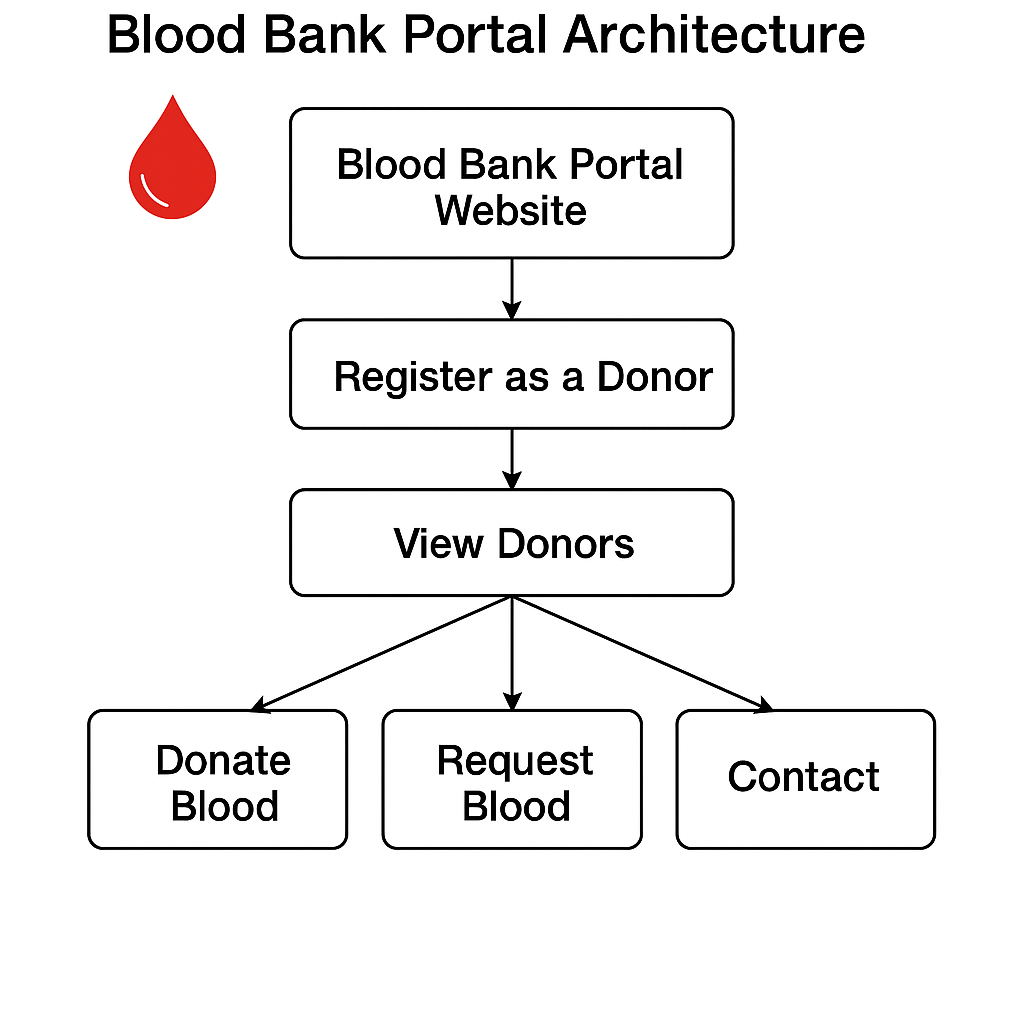 Blood Bank Portal Architecture
Blood Bank Portal
Website
Register as a Donor
View Donors
Donate
Blood
Request
Blood
Contact